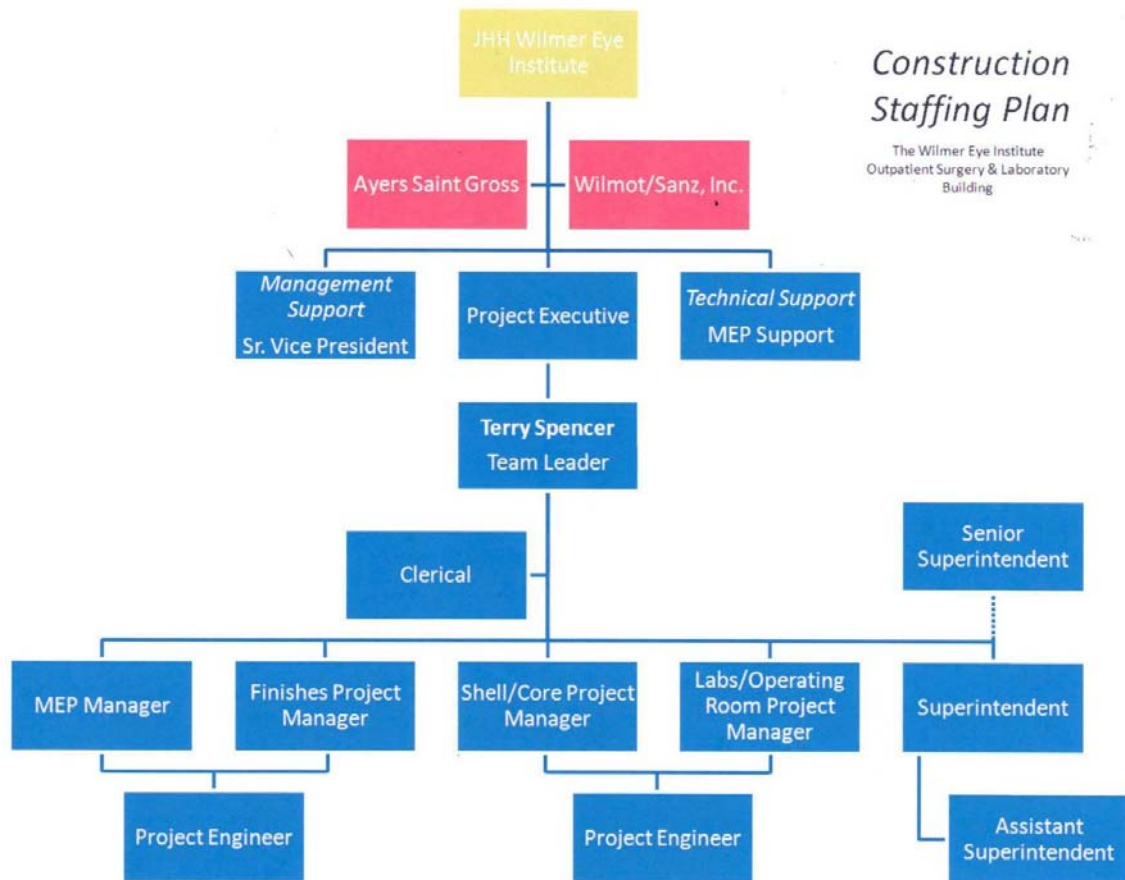 JHH Wilmer Eye
Institute
Construction
Staffing Plan
The Wilmer Eye Institute
Outpatient Surgery & Laboratory
Building
Ayers Saint Gross
Wilmot/Sanz, Inc.
Management
Support
Sr. Vice President
Project Executive
Technical Support
MEP Support
Terry Spencer
Team Leader
Clerical
Senior
Superintendent
MEP Manager
Finishes Project
Manager
Shell/Core Project
Manager
Labs/Operating
Room Project
Manager
Superintendent
Project Engineer
Project Engineer
Assistant
Superintendent